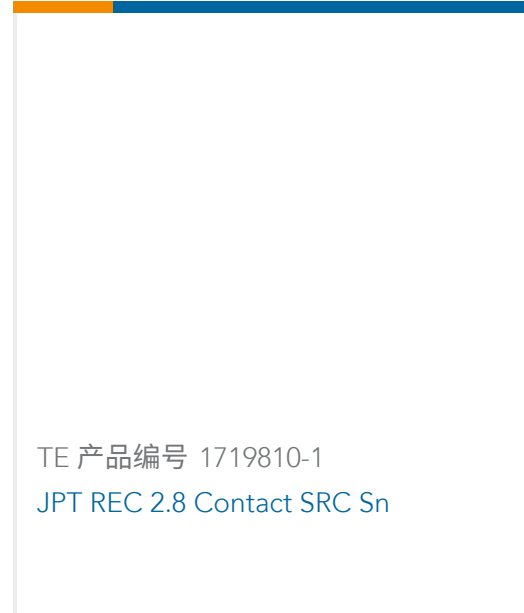 TE 产品编号 1719810-1
JPT REC 2.8 Contact SRC Sn